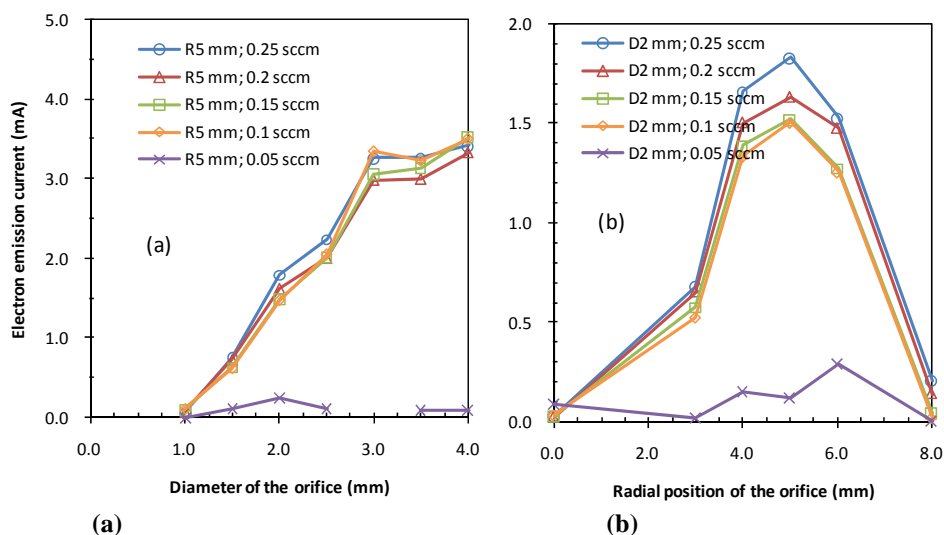 5.0
4.0
3.0
2.0
1.0
0.0
0.0
1.0
2.0
3.0
4.0
Electron emission current (mA)
Diameter of the orifice (mm)
R5 mm; 0.25 sccm
R5 mm; 0.2 sccm
R5 mm; 0.15 sccm
R5 mm; 0.1 sccm
R5 mm; 0.05 sccm
(a)
(a)
2.0
1.5
1.0
0.5
0.0
0.0
2.0
4.0
6.0
8.0
Radial position of the orifice (mm)
D2 mm; 0.25 sccm
D2 mm; 0.2 sccm
D2 mm; 0.15 sccm
D2 mm; 0.1 sccm
D2 mm; 0.05 sccm
(b)
(b)